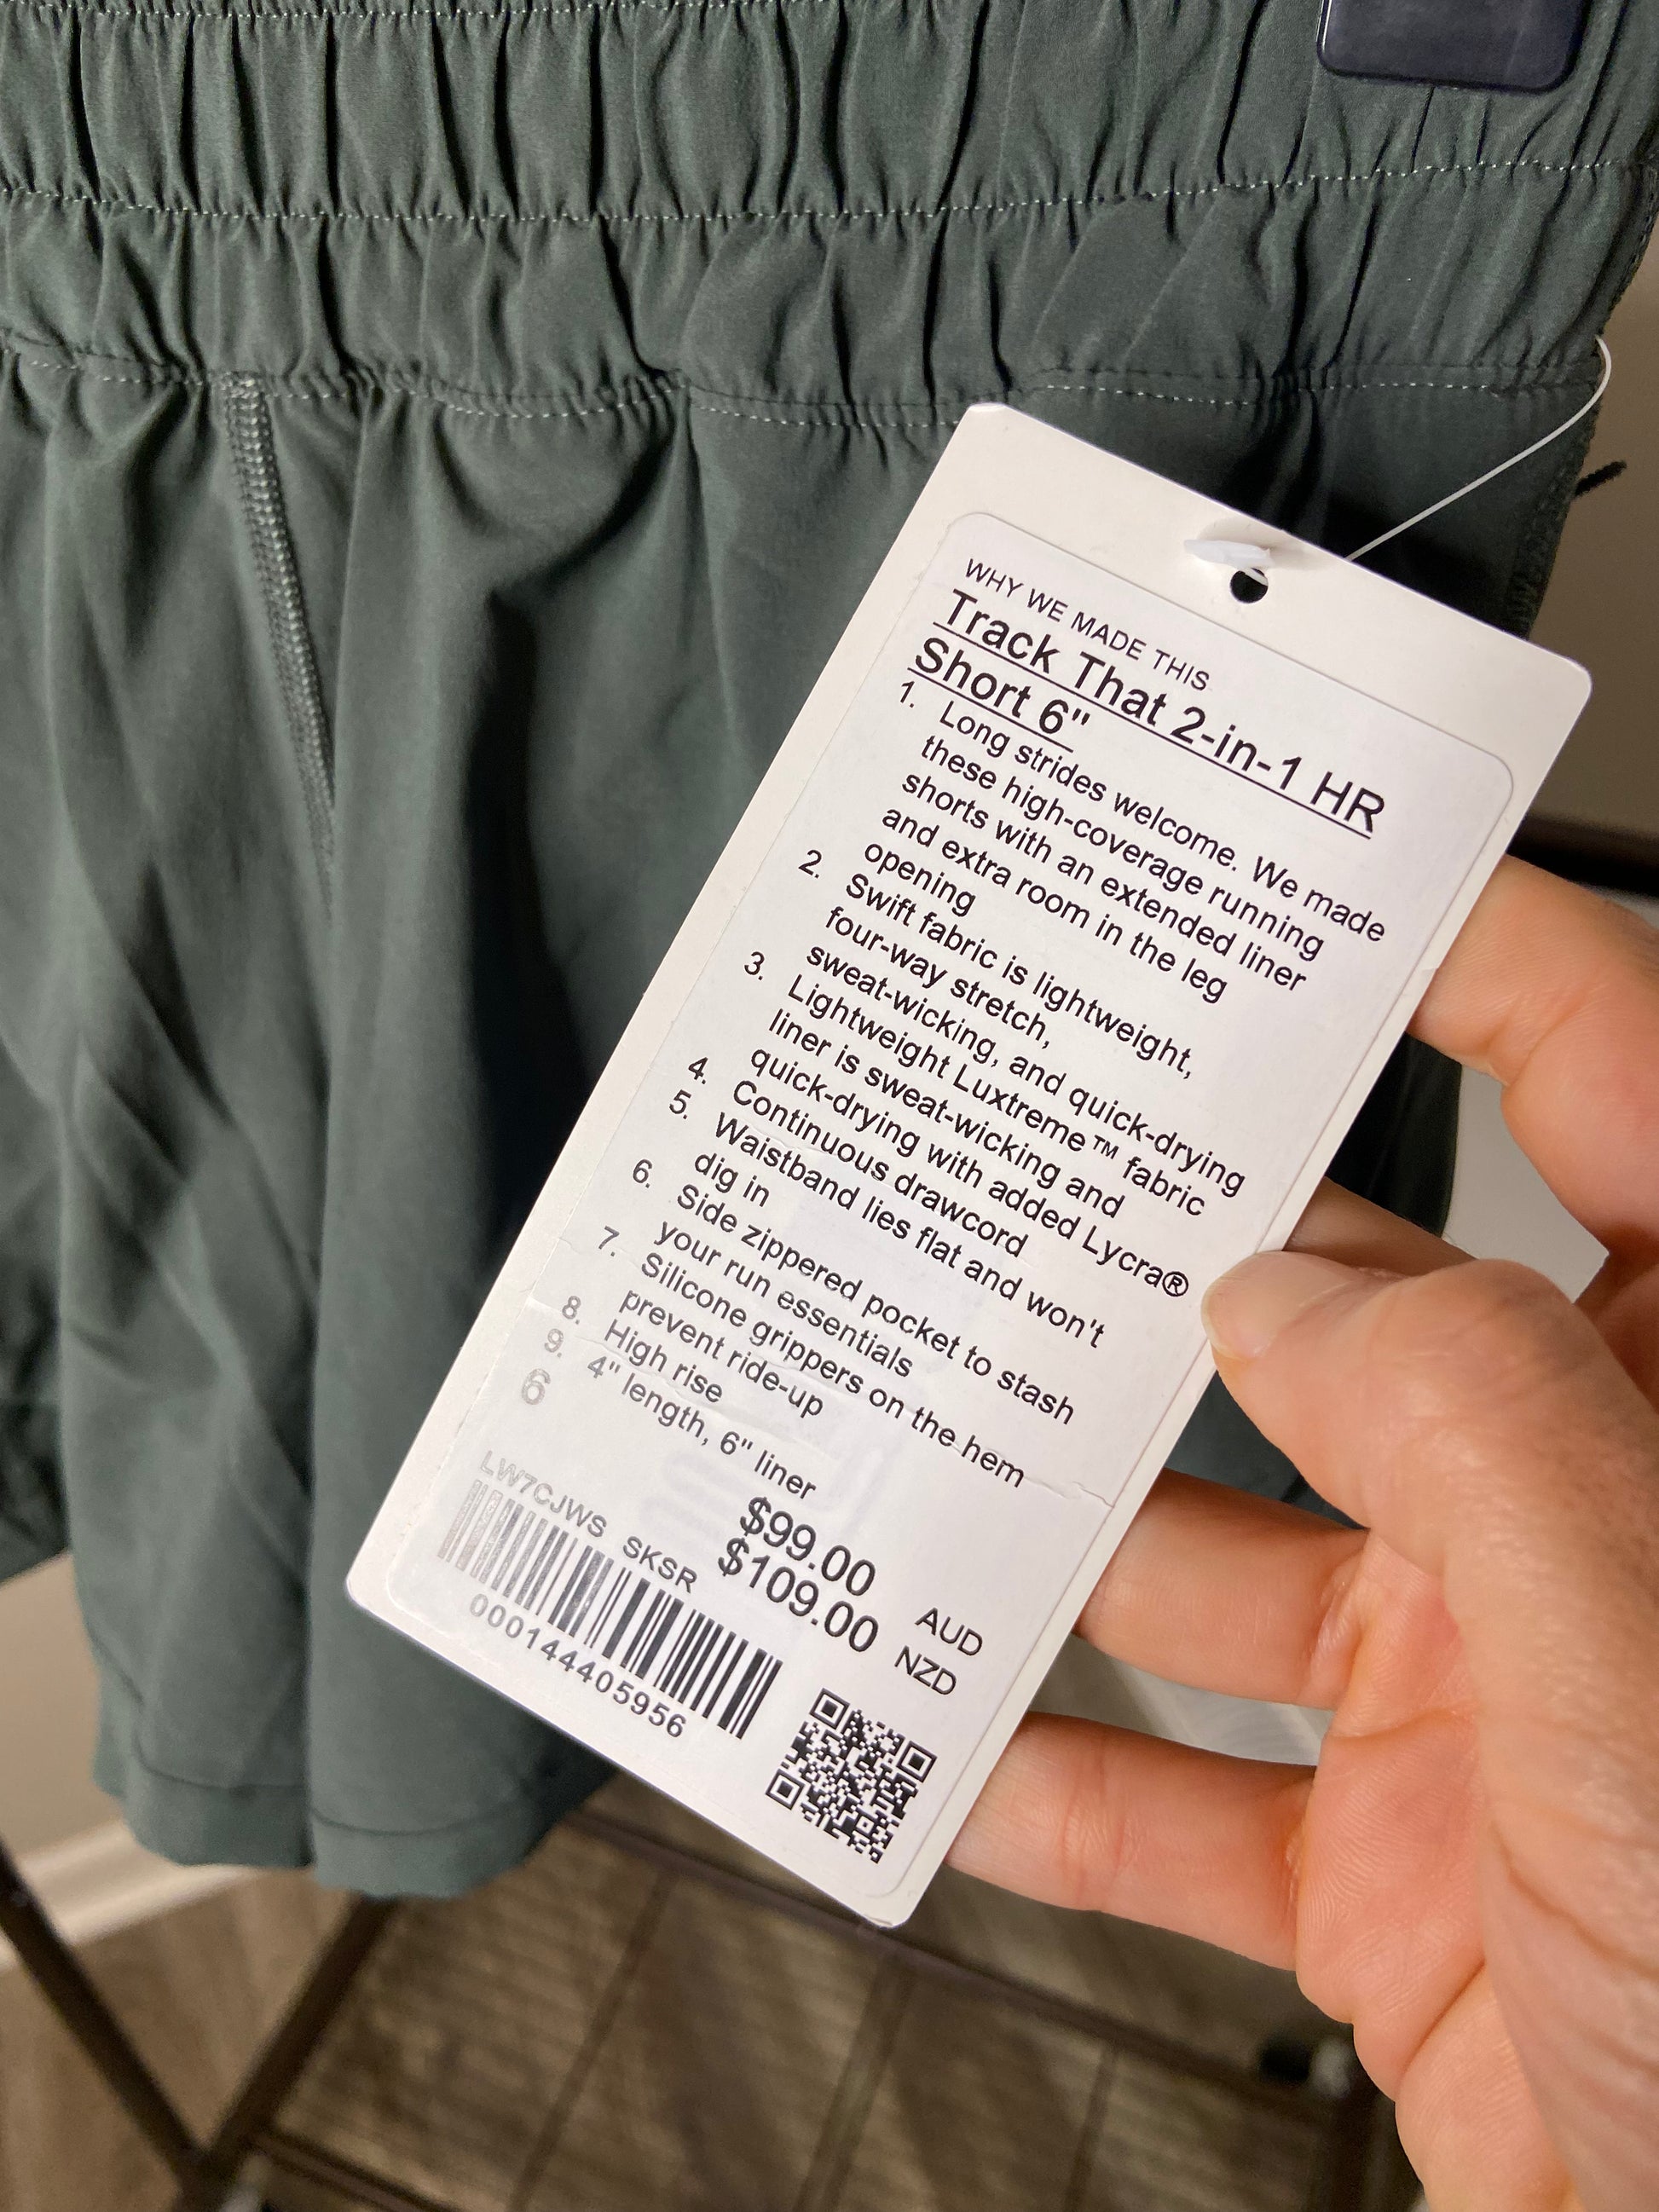 WHY WE MADE THIS
Track That 2-in-1 HR
Short 6"
1. Long strides welcome. We made
these high-coverage running
shorts with an extended liner
and extra room in the leg
opening
2. Swift fabric is lightweight,
four-way stretch,
sweat-wicking, and quick-drying
3. Lightweight Luxtreme™ fabric
liner is sweat-wicking and
quick-drying with added Lycra®
4. Continuous drawcord
5. Waistband lies flat and won't
dig in
6. Side zippered pocket to stash
your run essentials
7. Silicone grippers on the hem
prevent ride-up
8. High rise
9. 4" length, 6" liner
6
$99.00 AUD
$109.00 NZD
LW7CJWS SKSR
000144405956